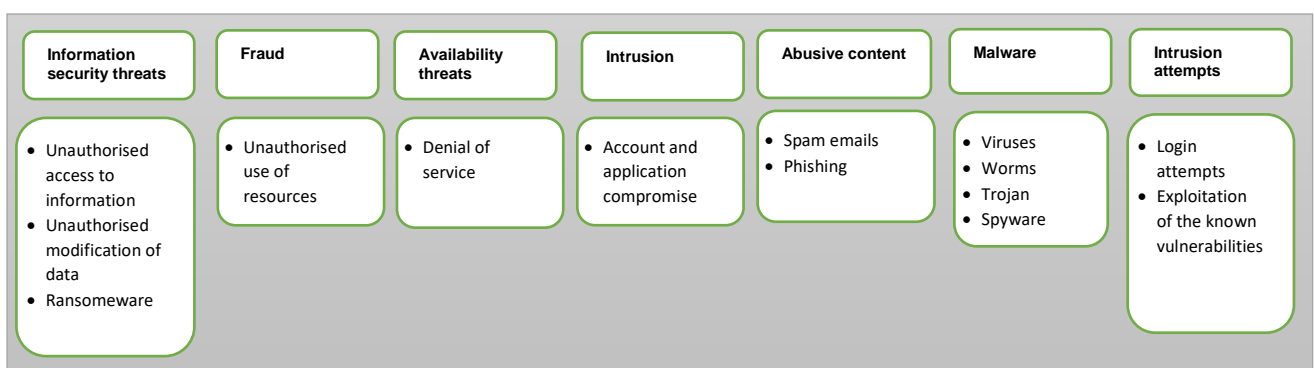 Information
security threats
Fraud
Availability
threats
Intrusion
Abusive content
Malware
Intrusion
attempts
• Unauthorised
access to
information
• Unauthorised
modification of
data
• Ransomeware
• Unauthorised
use of
resources
• Denial of
service
• Account and
application
compromise
• Spam emails
• Phishing
• Viruses
• Worms
• Trojan
• Spyware
• Login
attempts
• Exploitation
of the known
vulnerabilities